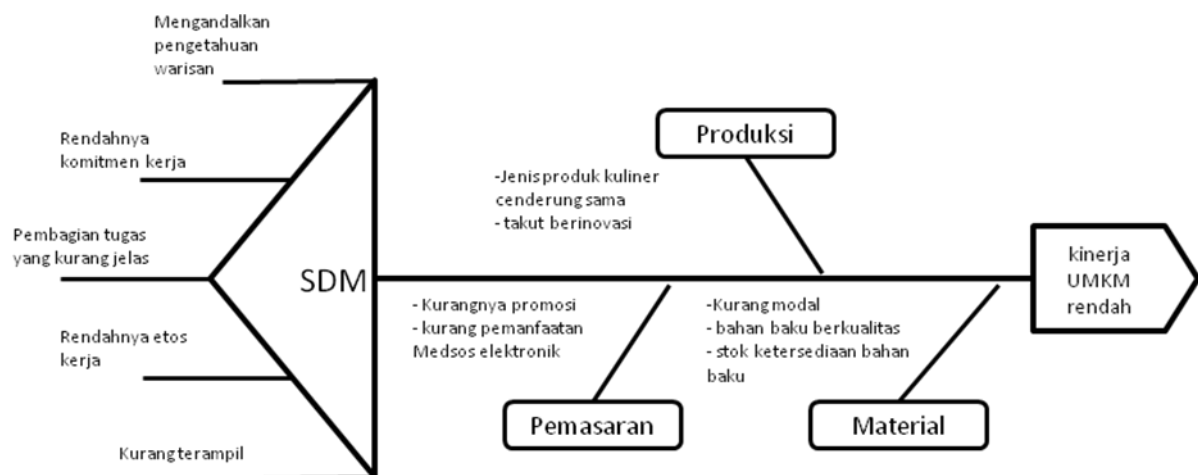 Mengandalkan
pengetahuan
warisan
Rendahnya
komitmen kerja
Pembagian tugas
yang kurang jelas
Rendahnya etos
kerja
Kurang terampil
SDM
Produksi
-Jenis produk kuliner
cenderung sama
- takut berinovasi
- Kurangnya promosi
- kurang pemanfaatan
Medsos elektronik
Pemasaran
-Kurang modal
- bahan baku berkualitas
- stok ketersediaan bahan
baku
Material
kinerja
UMKM
rendah